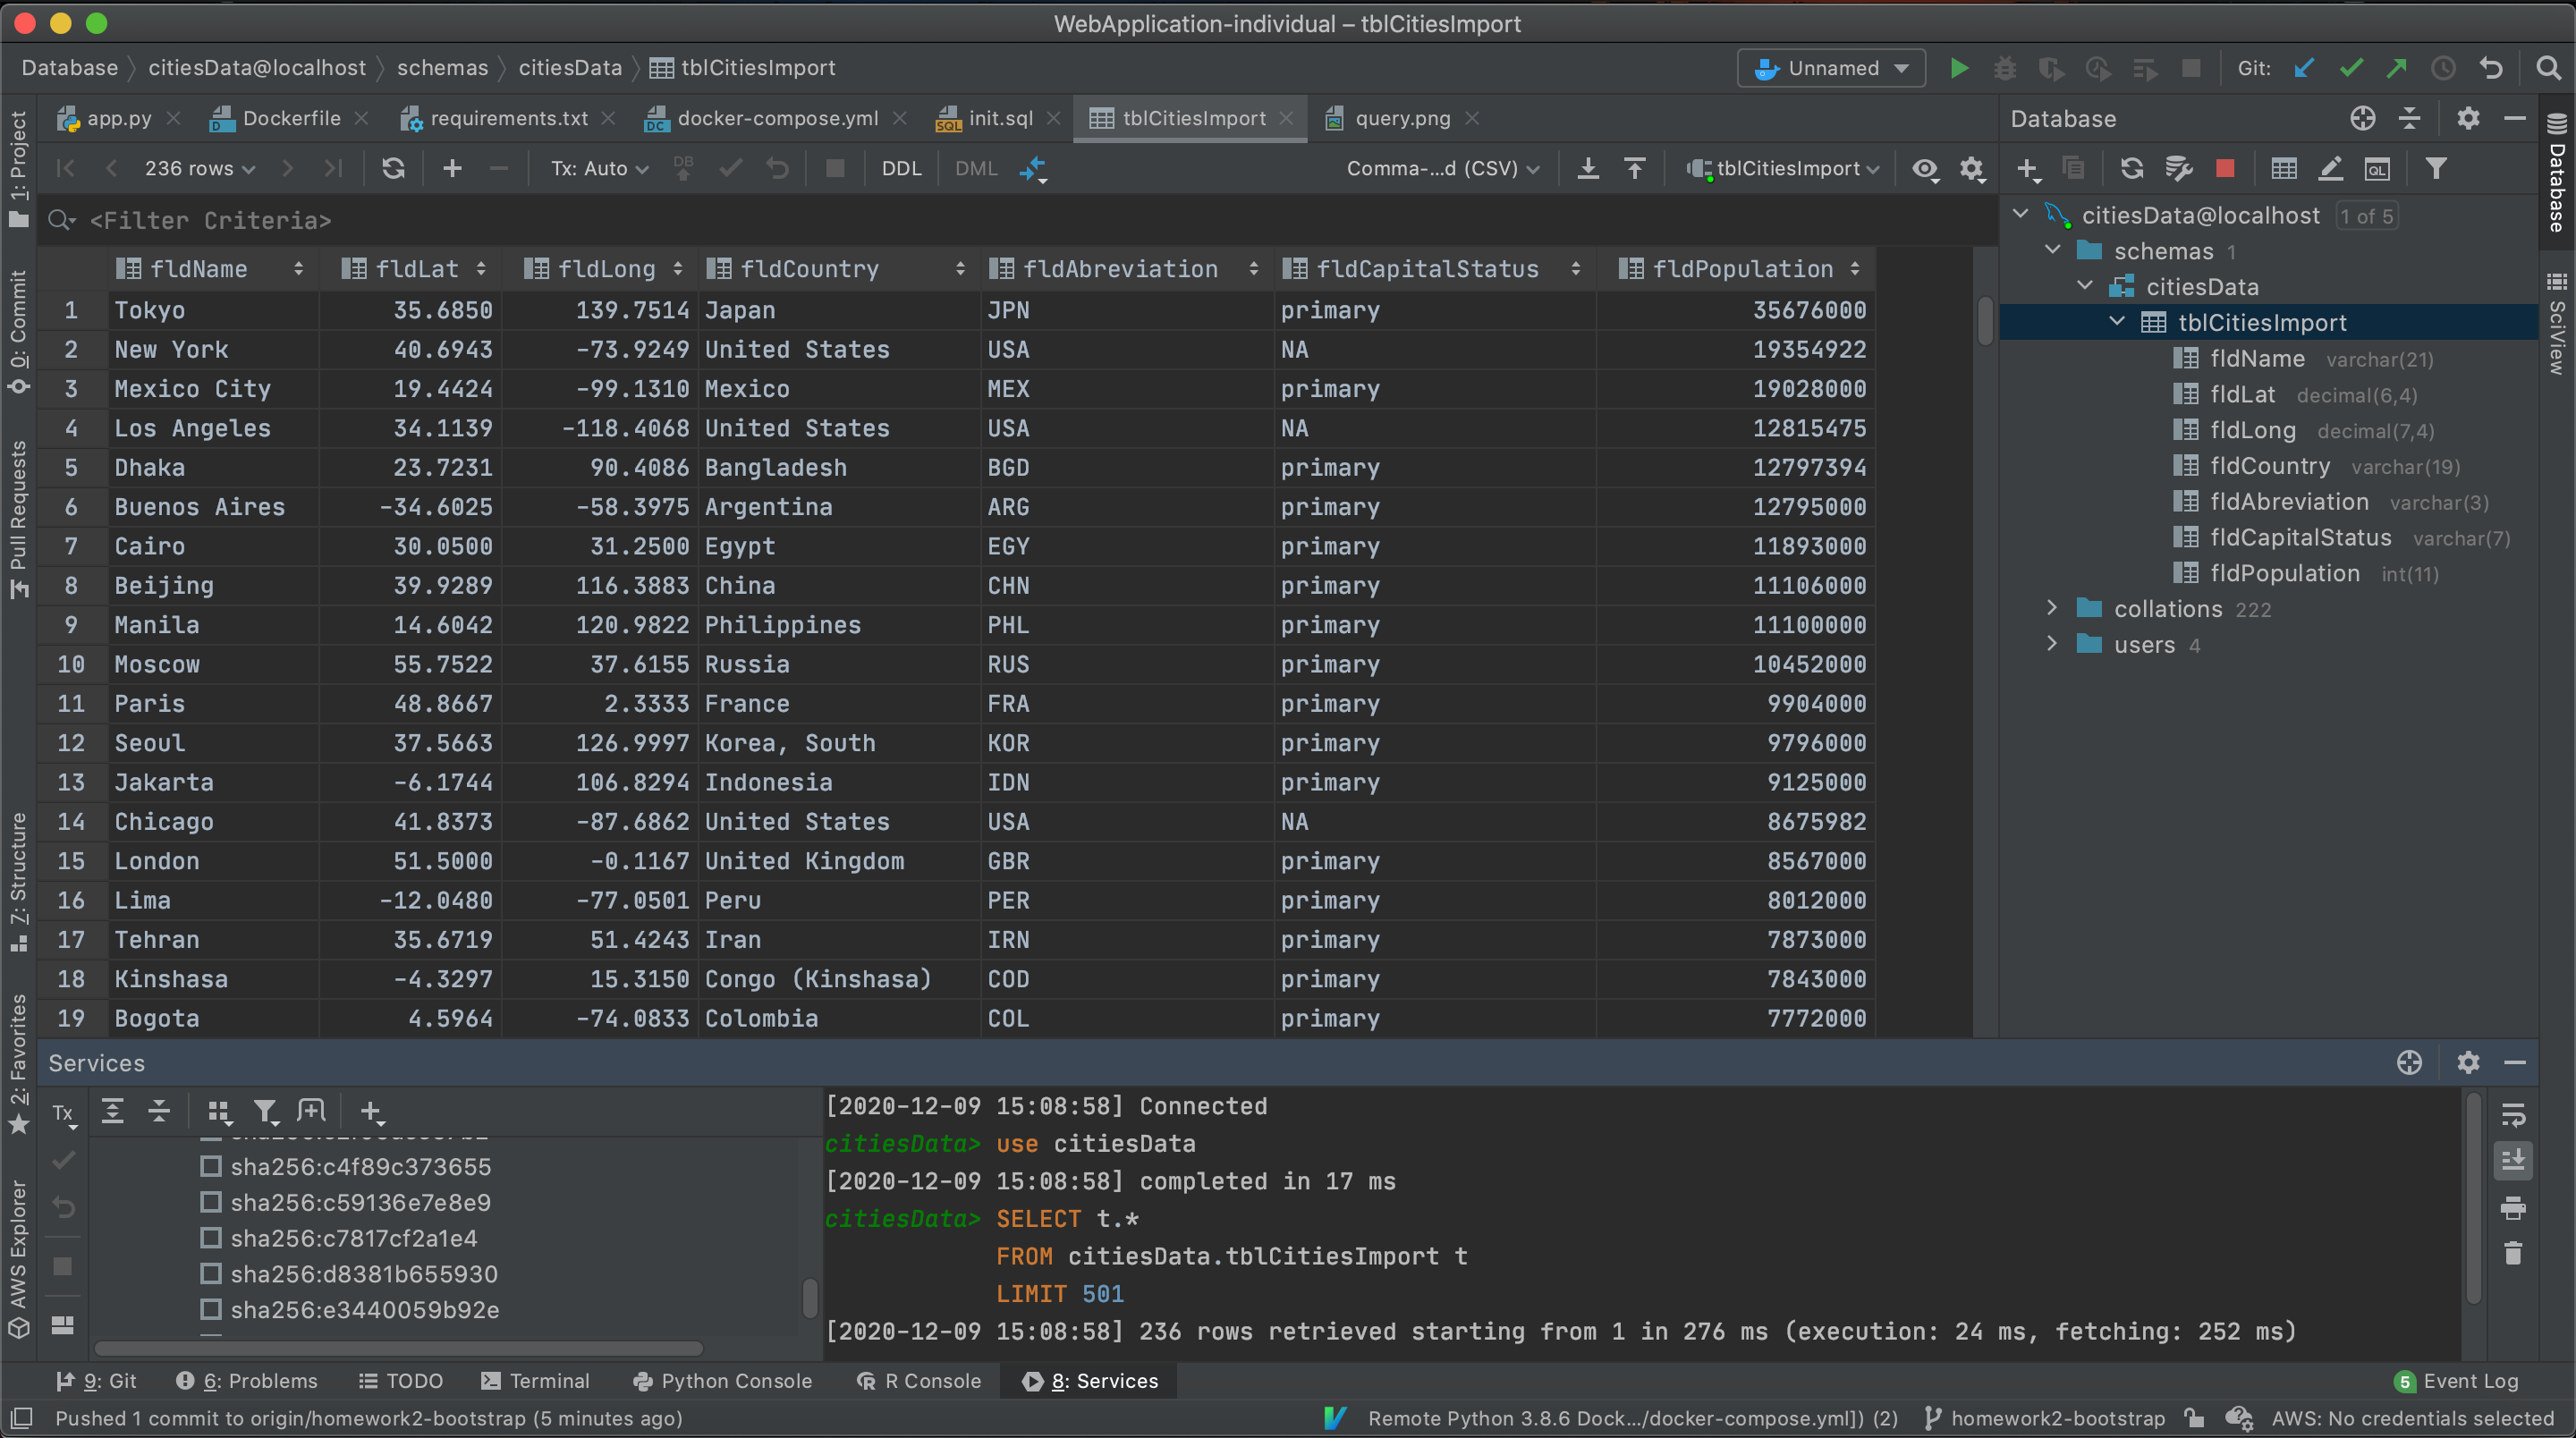 WebApplication-individual – tblCitiesImport
Database citiesData@localhost schemas citiesData tblCitiesImport Unnamed Git:
app.py Dockerfile requirements.txt docker-compose.yml init.sql tblCitiesImport query.png Database
236 rows Tx: Auto DB DDL DML Comma-...d (CSV) tblCitiesImport
<Filter Criteria>
fldName fldLat fldLong fldCountry fldAbreviation fldCapitalStatus fldPopulation
1 Tokyo 35.6850 139.7514 Japan JPN primary 35676000
2 New York 40.6943 -73.9249 United States USA NA 19354922
3 Mexico City 19.4424 -99.1310 Mexico MEX primary 19028000
4 Los Angeles 34.1139 -118.4068 United States USA NA 12815475
5 Dhaka 23.7231 90.4086 Bangladesh BGD primary 12797394
6 Buenos Aires -34.6025 -58.3975 Argentina ARG primary 12795000
7 Cairo 30.0500 31.2500 Egypt EGY primary 11893000
8 Beijing 39.9289 116.3883 China CHN primary 11106000
9 Manila 14.6042 120.9822 Philippines PHL primary 11100000
10 Moscow 55.7522 37.6155 Russia RUS primary 10452000
11 Paris 48.8667 2.3333 France FRA primary 9904000
12 Seoul 37.5663 126.9997 Korea, South KOR primary 9796000
13 Jakarta -6.1744 106.8294 Indonesia IDN primary 9125000
14 Chicago 41.8373 -87.6862 United States USA NA 8675982
15 London 51.5000 -0.1167 United Kingdom GBR primary 8567000
16 Lima -12.0480 -77.0501 Peru PER primary 8012000
17 Tehran 35.6719 51.4243 Iran IRN primary 7873000
18 Kinshasa -4.3297 15.3150 Congo (Kinshasa) COD primary 7843000
19 Bogota 4.5964 -74.0833 Colombia COL primary 7772000
QL
citiesData@localhost 1 of 5
schemas 1
citiesData
tblCitiesImport
fldName varchar(21)
fldLat decimal(6,4)
fldLong decimal(7,4)
fldCountry varchar(19)
fldAbreviation varchar(3)
fldCapitalStatus varchar(7)
fldPopulation int(11)
collations 222
users 4
1: Project
0: Commit
Pull Requests
7: Structure
2: Favorites
AWS Explorer
Database
SciView
Services
Tx
sha256:c4f89c373655
sha256:c59136e7e8e9
sha256:c7817cf2a1e4
sha256:d8381b655930
sha256:e3440059b92e
[2020-12-09 15:08:58] Connected
citiesData> use citiesData
[2020-12-09 15:08:58] completed in 17 ms
citiesData> SELECT t.*
FROM citiesData.tblCitiesImport t
LIMIT 501
[2020-12-09 15:08:58] 236 rows retrieved starting from 1 in 276 ms (execution: 24 ms, fetching: 252 ms)
9: Git 6: Problems TODO Terminal Python Console R Console 8: Services 5 Event Log
Pushed 1 commit to origin/homework2-bootstrap (5 minutes ago) Remote Python 3.8.6 Dock.../docker-compose.yml]) (2) homework2-bootstrap AWS: No credentials selected